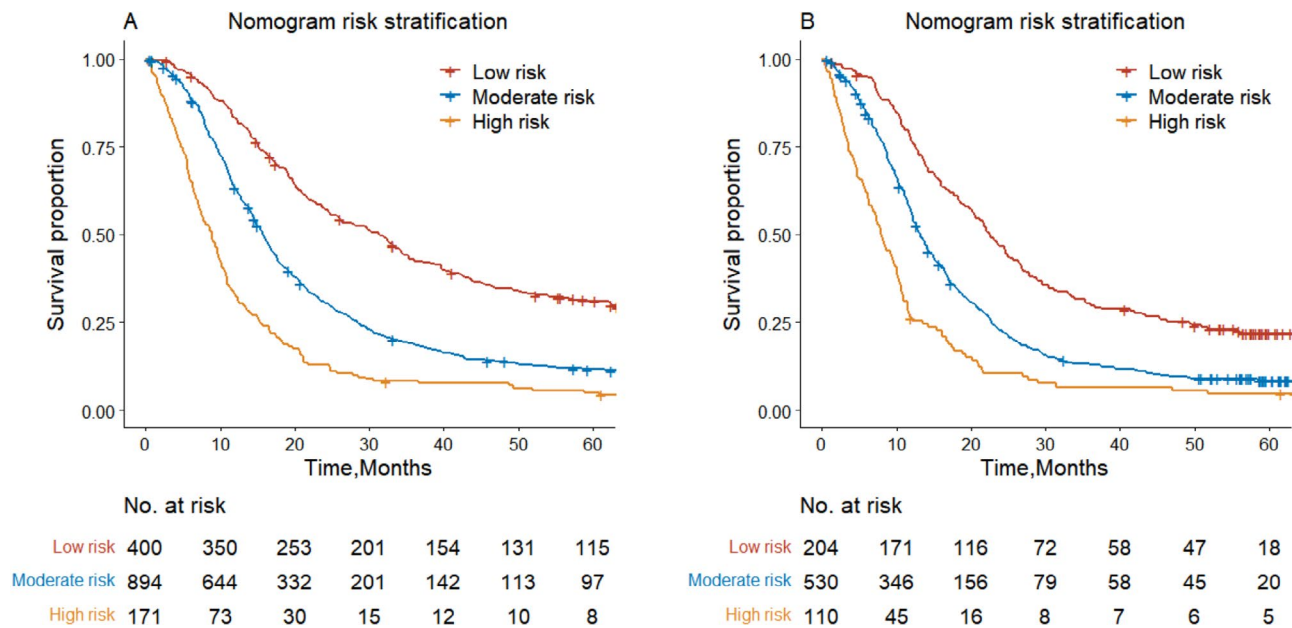 A Nomogram risk stratification
Survival proportion
1.00
0.75
0.50
0.25
0.00
Low risk
Moderate risk
High risk
0 10 20 30 40 50 60
Time,Months
No. at risk
Low risk 400 350 253 201 154 131 115
Moderate risk 894 644 332 201 142 113 97
High risk 171 73 30 15 12 10 8
B Nomogram risk stratification
Survival proportion
1.00
0.75
0.50
0.25
0.00
Low risk
Moderate risk
High risk
0 10 20 30 40 50 60
Time,Months
No. at risk
Low risk 204 171 116 72 58 47 18
Moderate risk 530 346 156 79 58 45 20
High risk 110 45 16 8 7 6 5